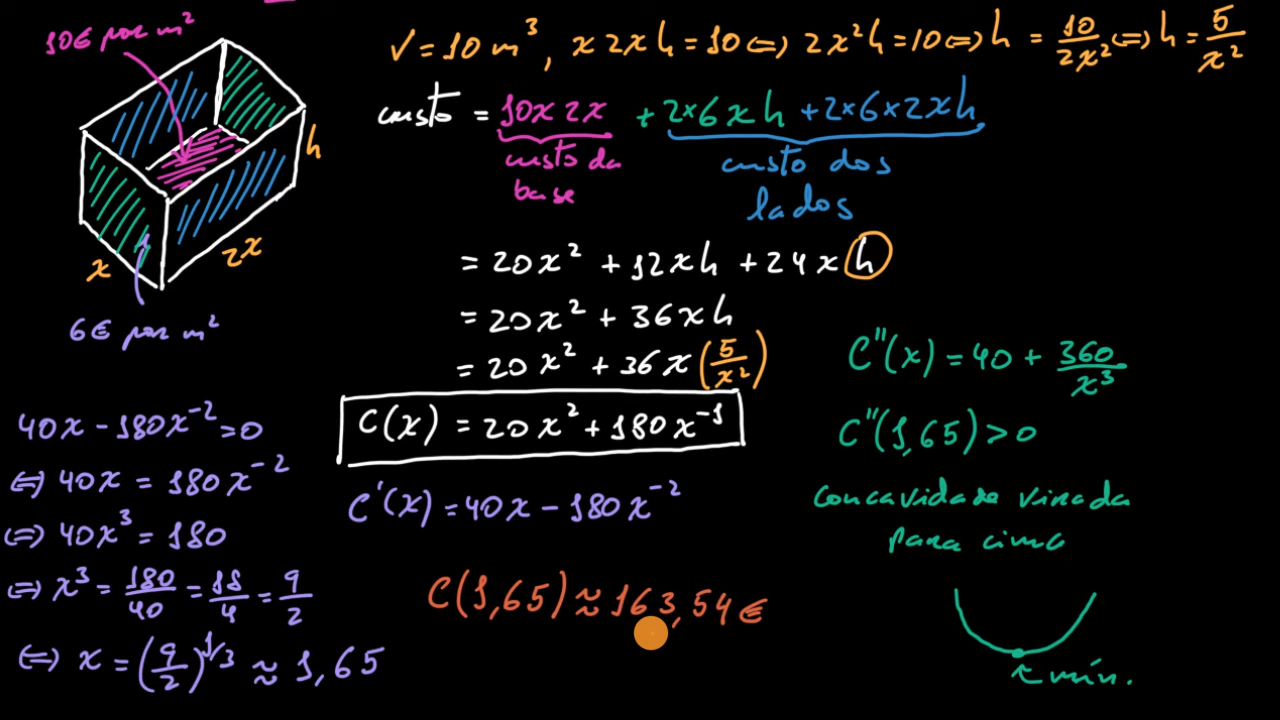 10€ por m²
h
x
2x
6€ por m²
V = 10 m³, x 2x h = 10 ⇔ 2x²h = 10 ⇔ h = 10/2x² ⇔ h = 5/x²
custo = 10x 2x + 2×6xh + 2×6×2xh
custo da base
custo dos lados
= 20x² + 12xh + 24xh
= 20x² + 36xh
= 20x² + 36x (5/x²)
C(x) = 20x² + 180x⁻¹
C'(x) = 40x - 180x⁻²
40x - 180x⁻² = 0
⇔ 40x = 180x⁻²
⇔ 40x³ = 180
⇔ x³ = 180/40 = 18/4 = 9/2
⇔ x = (9/2)^1/3 ≈ 1,65
C(1,65) ≈ 163,54€
C''(x) = 40 + 360/x³
C''(1,65) > 0
concavidade virada
para cima
mín.